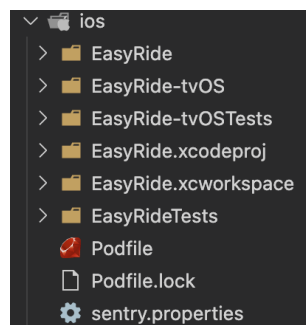 ios
EasyRide
EasyRide-tvOS
EasyRide-tvOSTests
EasyRide.xcodeproj
EasyRide.xcworkspace
EasyRideTests
Podfile
Podfile.lock
sentry.properties